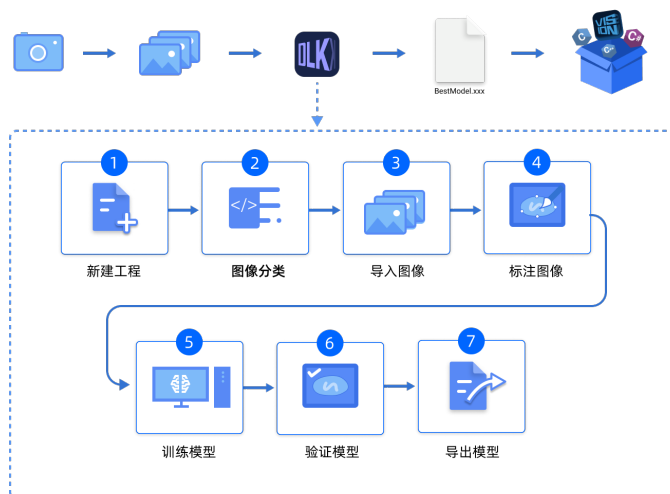 DLK
BestModel.xxx
VIS
ION
C
C++
C#
1
2
3
4
</>
新建工程
图像分类
导入图像
标注图像
5
6
7
训练模型
验证模型
导出模型